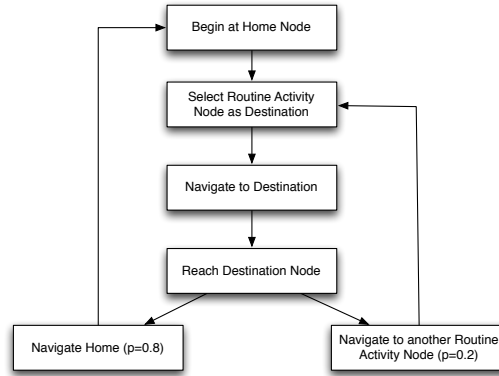 Begin at Home Node
Select Routine Activity
Node as Destination
Navigate to Destination
Reach Destination Node
Navigate Home (p=0.8)
Navigate to another Routine
Activity Node (p=0.2)